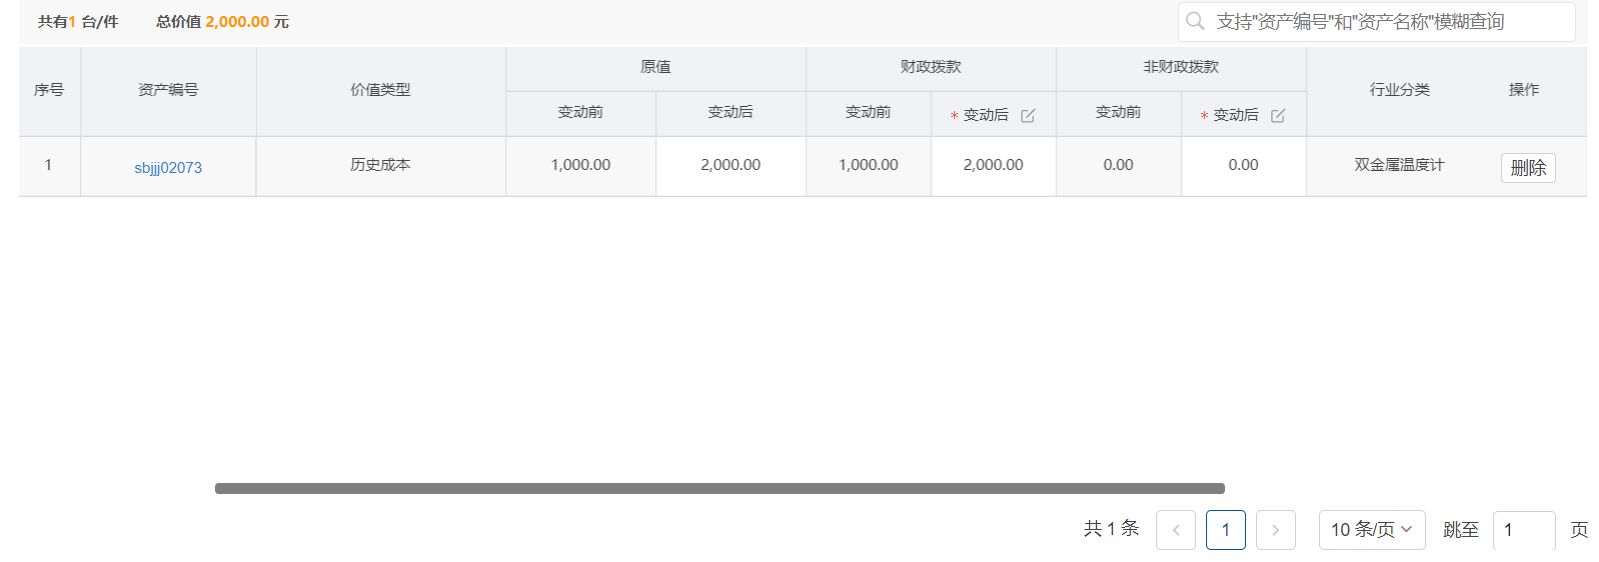 共有1 台/件 总价值 2,000.00 元
支持"资产编号"和"资产名称"模糊查询
序号 资产编号 价值类型 原值 财政拨款 非财政拨款 行业分类 操作
变动前 变动后 变动前 * 变动后 变动前 * 变动后
1 sbjjj02073 历史成本 1,000.00 2,000.00 1,000.00 2,000.00 0.00 0.00 双金属温度计 删除
共 1 条 < 1 > 10 条/页 跳至 1 页